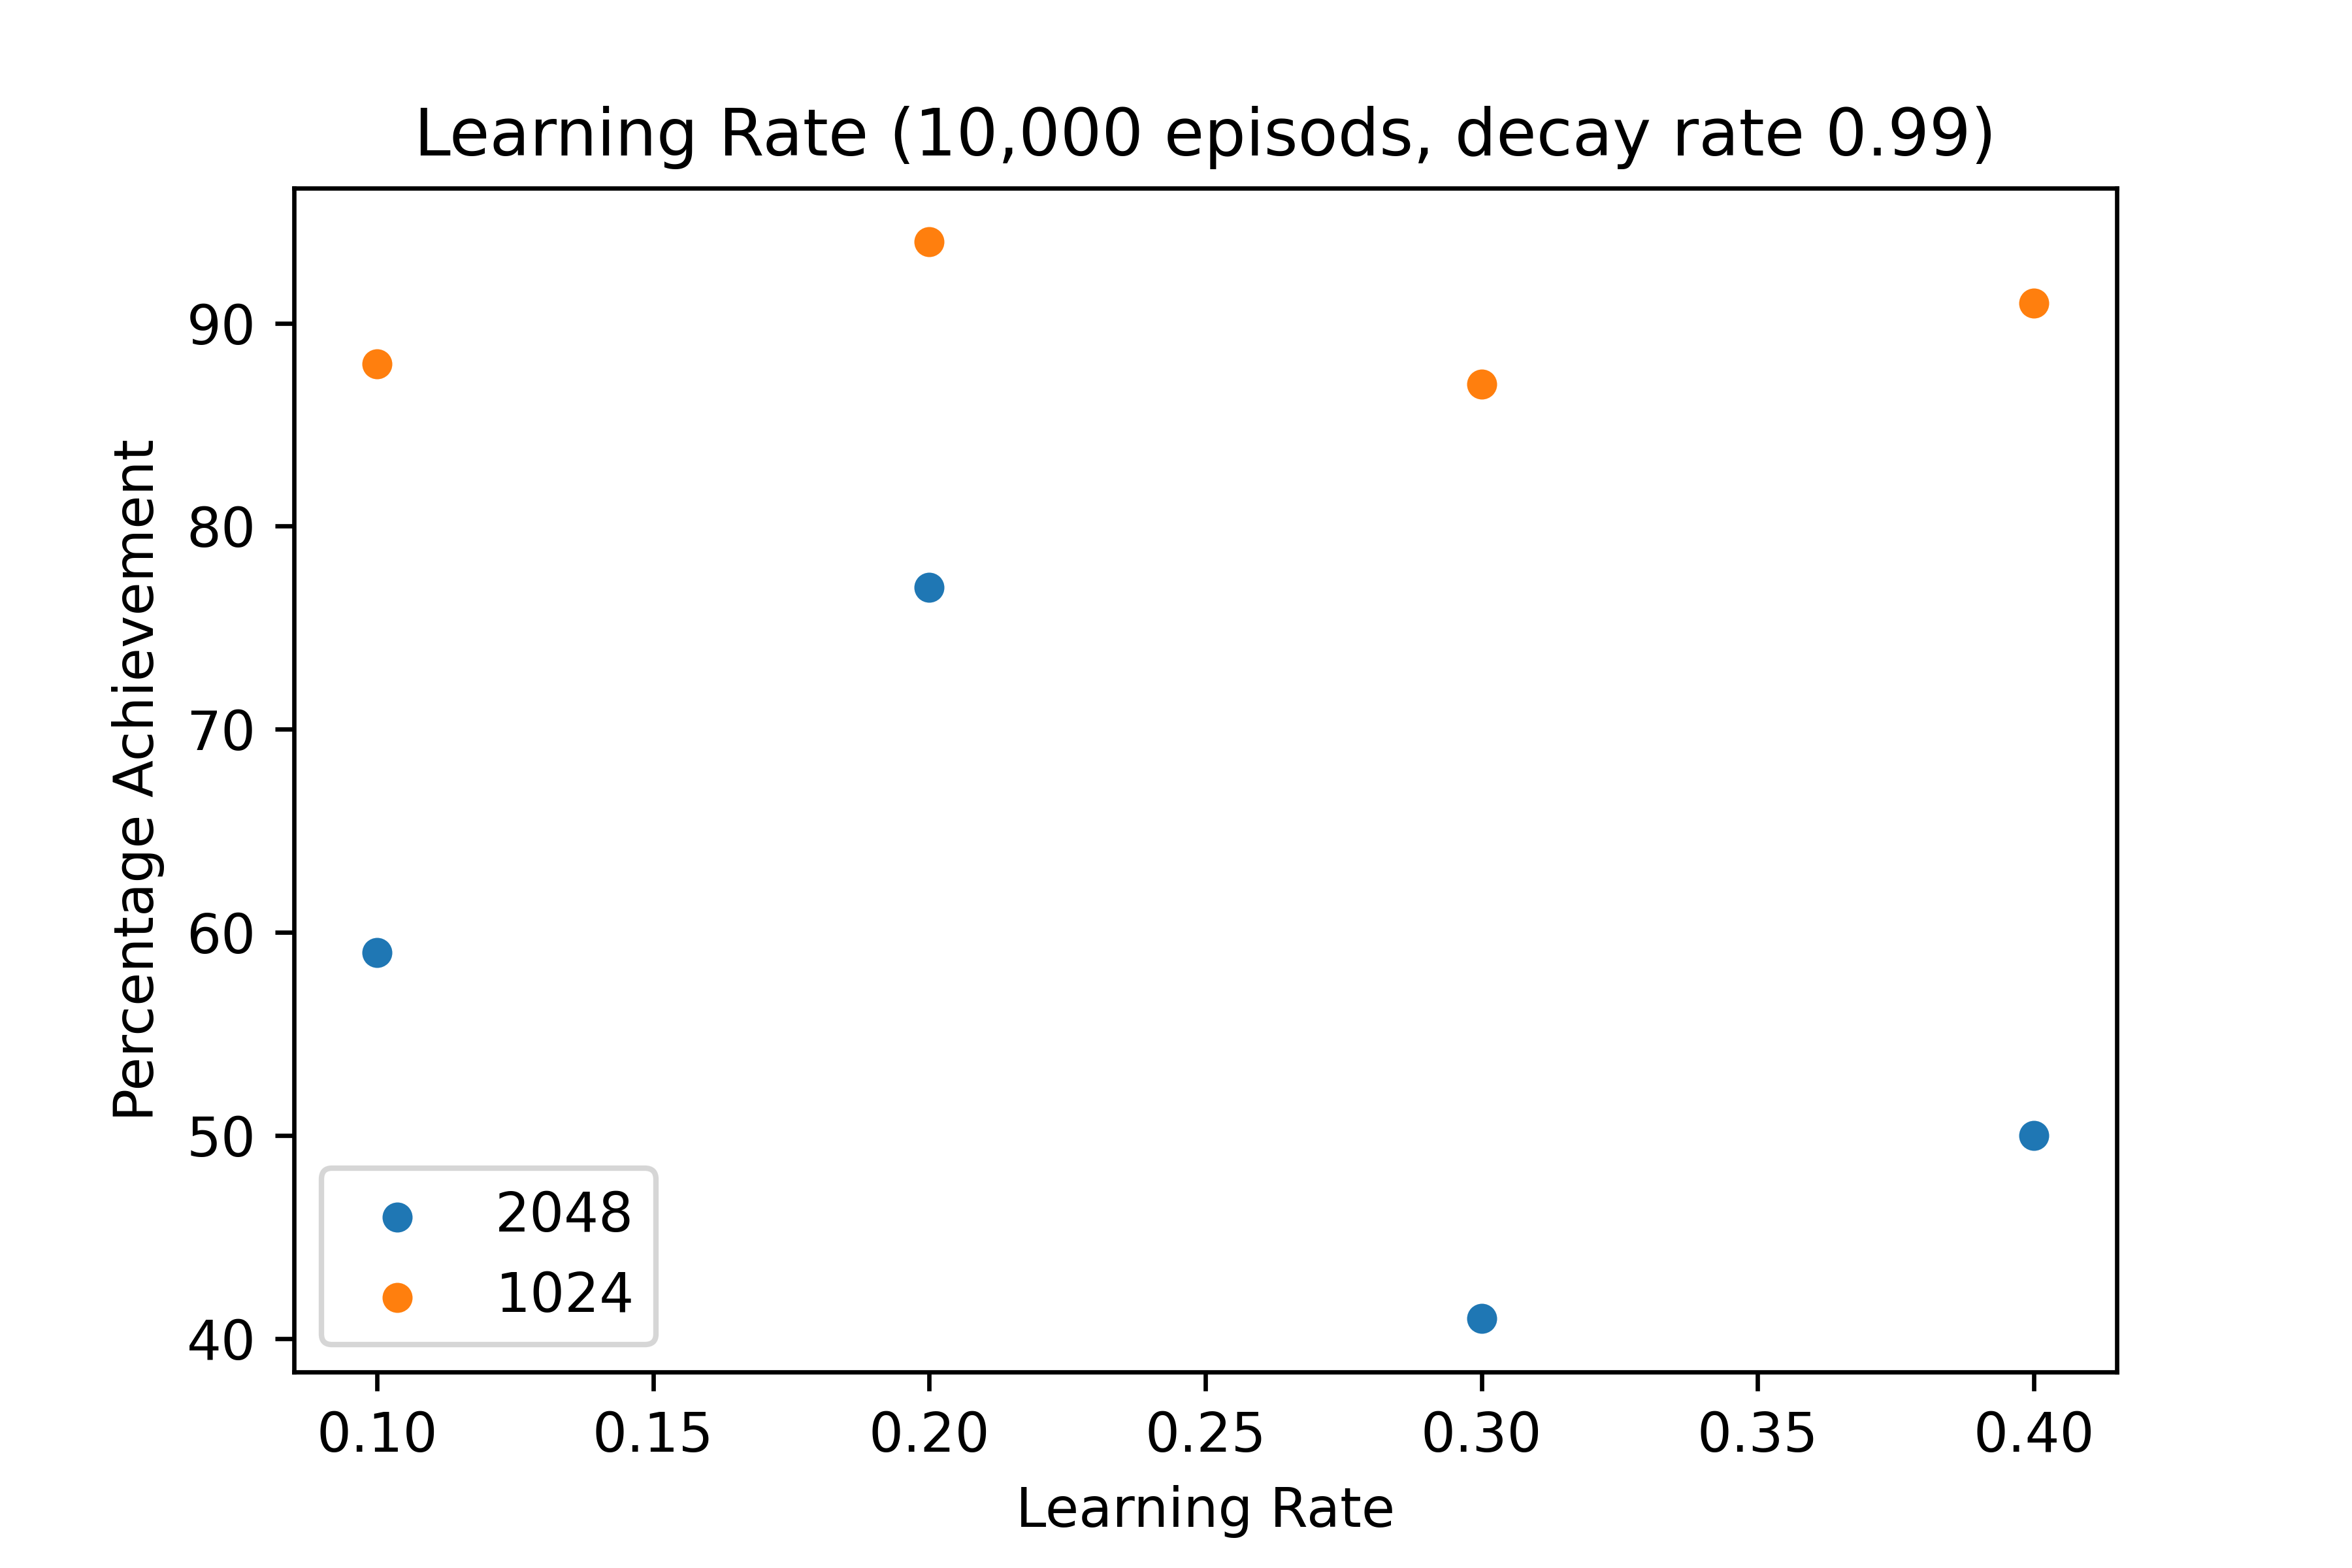 Learning Rate (10,000 episods, decay rate 0.99)
Percentage Achievement
90
80
70
60
50
40
2048
1024
0.10 0.15 0.20 0.25 0.30 0.35 0.40
Learning Rate